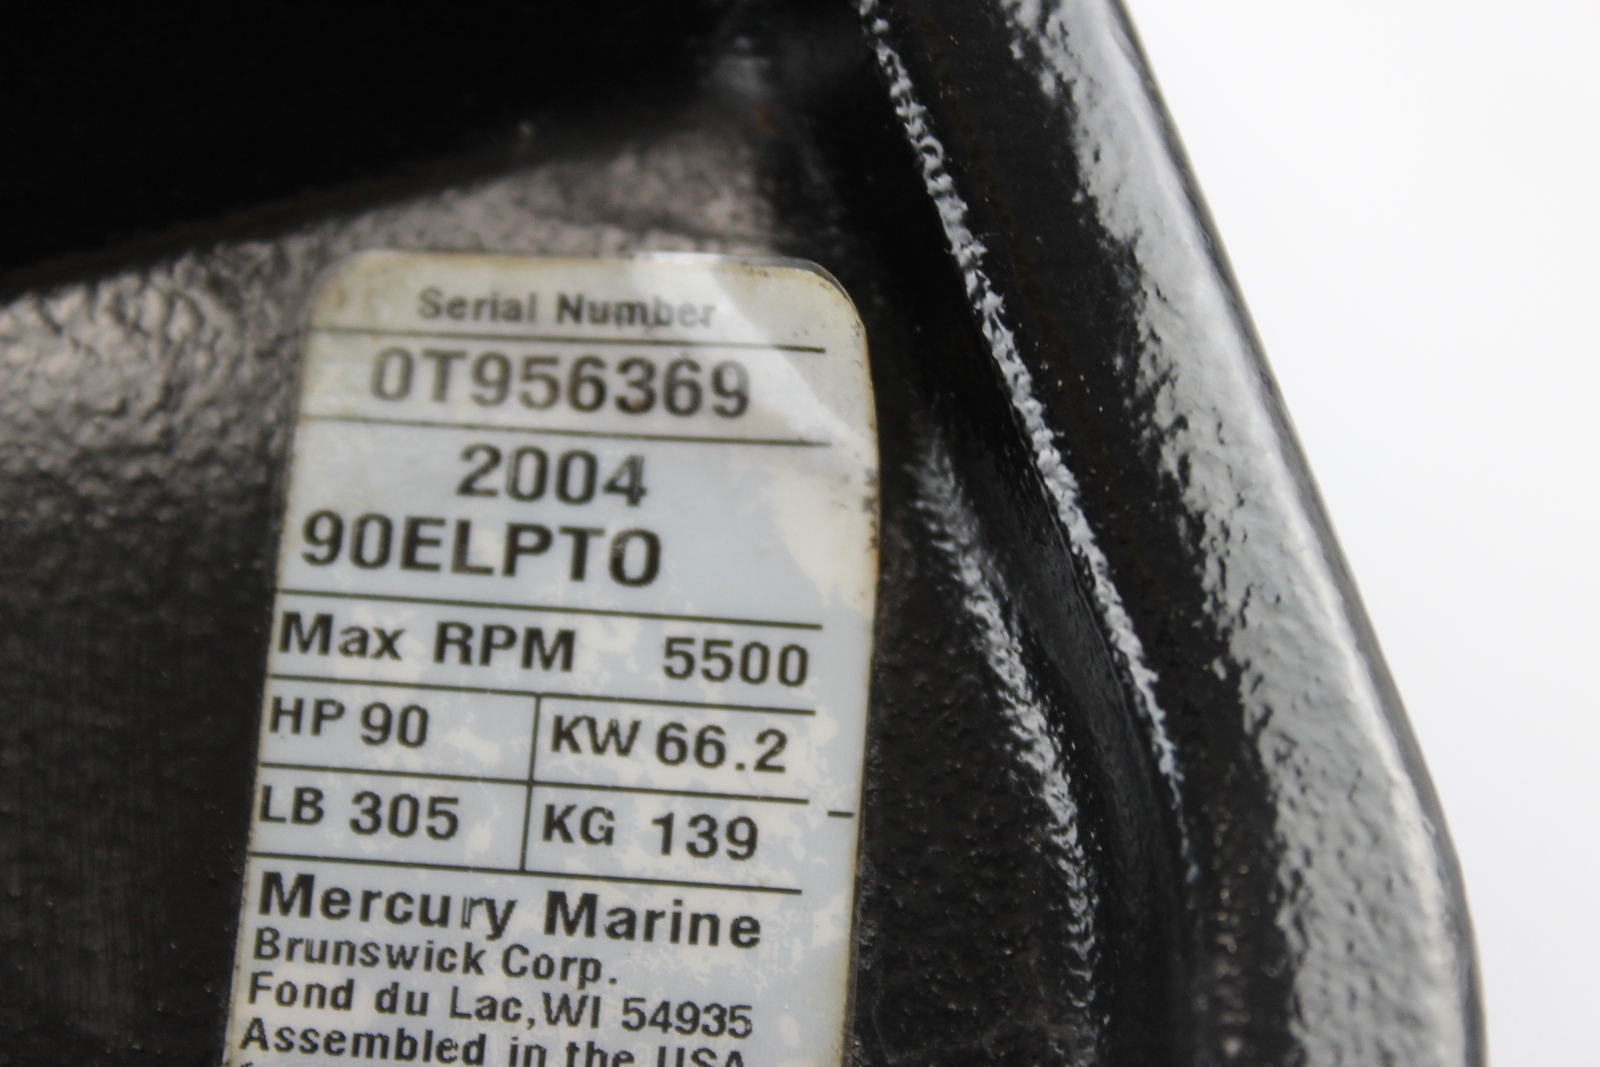 Serial Number
0T956369
2004
90ELPTO
Max RPM 5500
HP 90 KW 66.2
LB 305 KG 139
Mercury Marine
Brunswick Corp.
Fond du Lac, WI 54935
Assembled in the USA